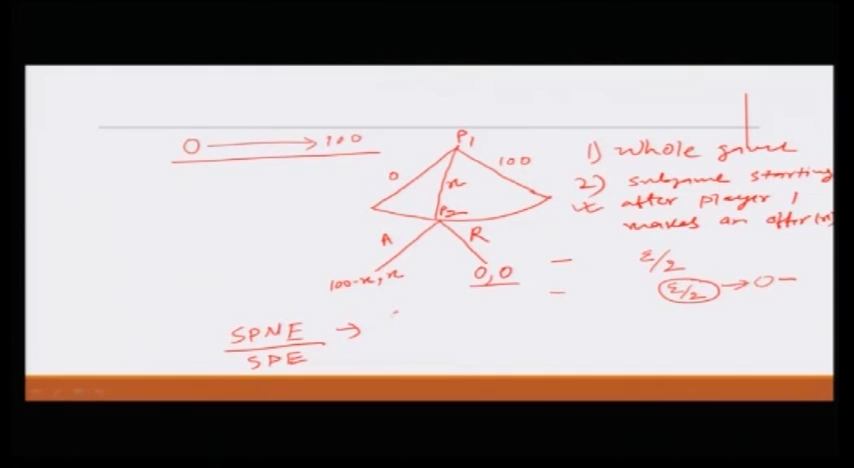 0 → 100
P1
0
x
100
P2
A
R
100-x, x
0, 0
1) whole game
2) subgame starting
after player 1
makes an offer (x)
ε/2
ε/2 → 0 -
SPNE →
SPE